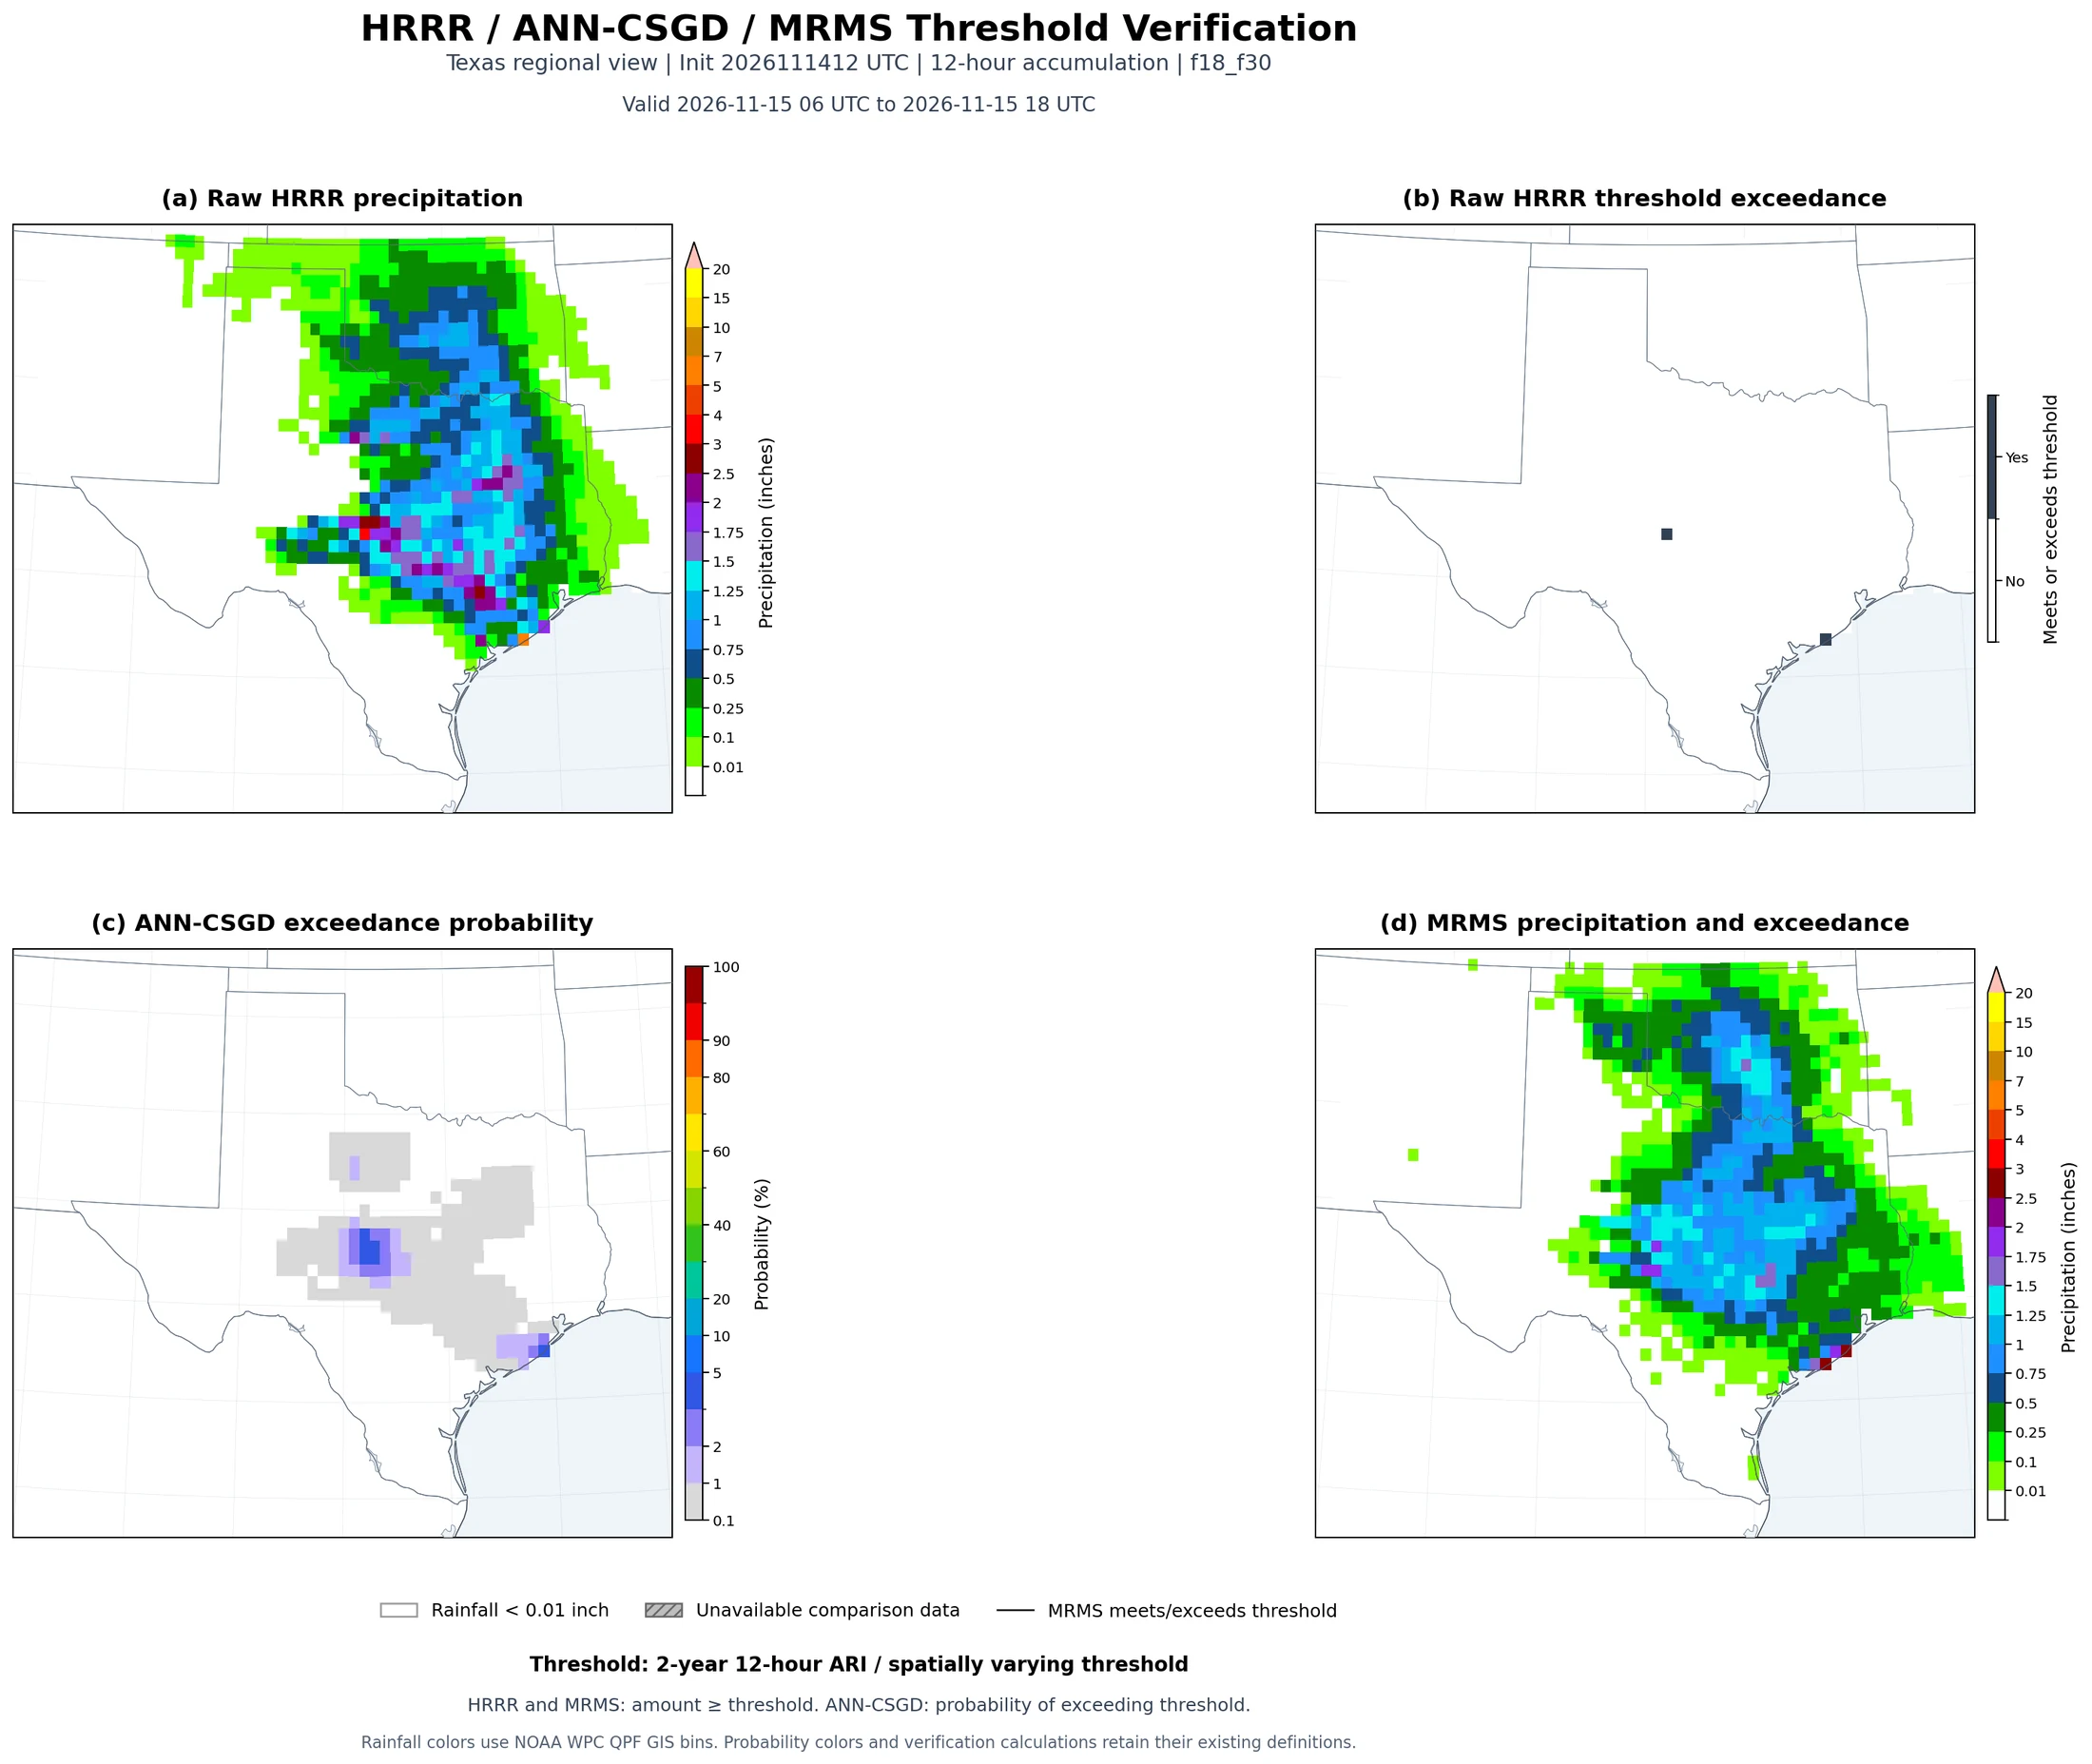 HRRR / ANN-CSGD / MRMS Threshold Verification
Texas regional view | Init 2026111412 UTC | 12-hour accumulation | f18_f30
Valid 2026-11-15 06 UTC to 2026-11-15 18 UTC
(a) Raw HRRR precipitation
20
15
10
7
5
4
3
2.5
2
1.75
1.5
1.25
1
0.75
0.5
0.25
0.1
0.01
Precipitation (inches)
(b) Raw HRRR threshold exceedance
Yes
No
Meets or exceeds threshold
(c) ANN-CSGD exceedance probability
100
90
80
60
40
20
10
5
2
1
0.1
Probability (%)
(d) MRMS precipitation and exceedance
20
15
10
7
5
4
3
2.5
2
1.75
1.5
1.25
1
0.75
0.5
0.25
0.1
0.01
Precipitation (inches)
Rainfall < 0.01 inch
Unavailable comparison data
MRMS meets/exceeds threshold
Threshold: 2-year 12-hour ARI / spatially varying threshold
HRRR and MRMS: amount ≥ threshold. ANN-CSGD: probability of exceeding threshold.
Rainfall colors use NOAA WPC QPF GIS bins. Probability colors and verification calculations retain their existing definitions.